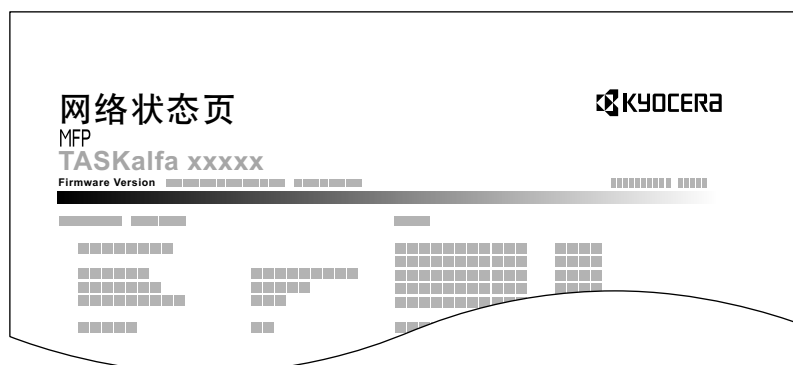 网络状态页
KYOCERA
MFP
TASKalfa xxxxx
Firmware Version